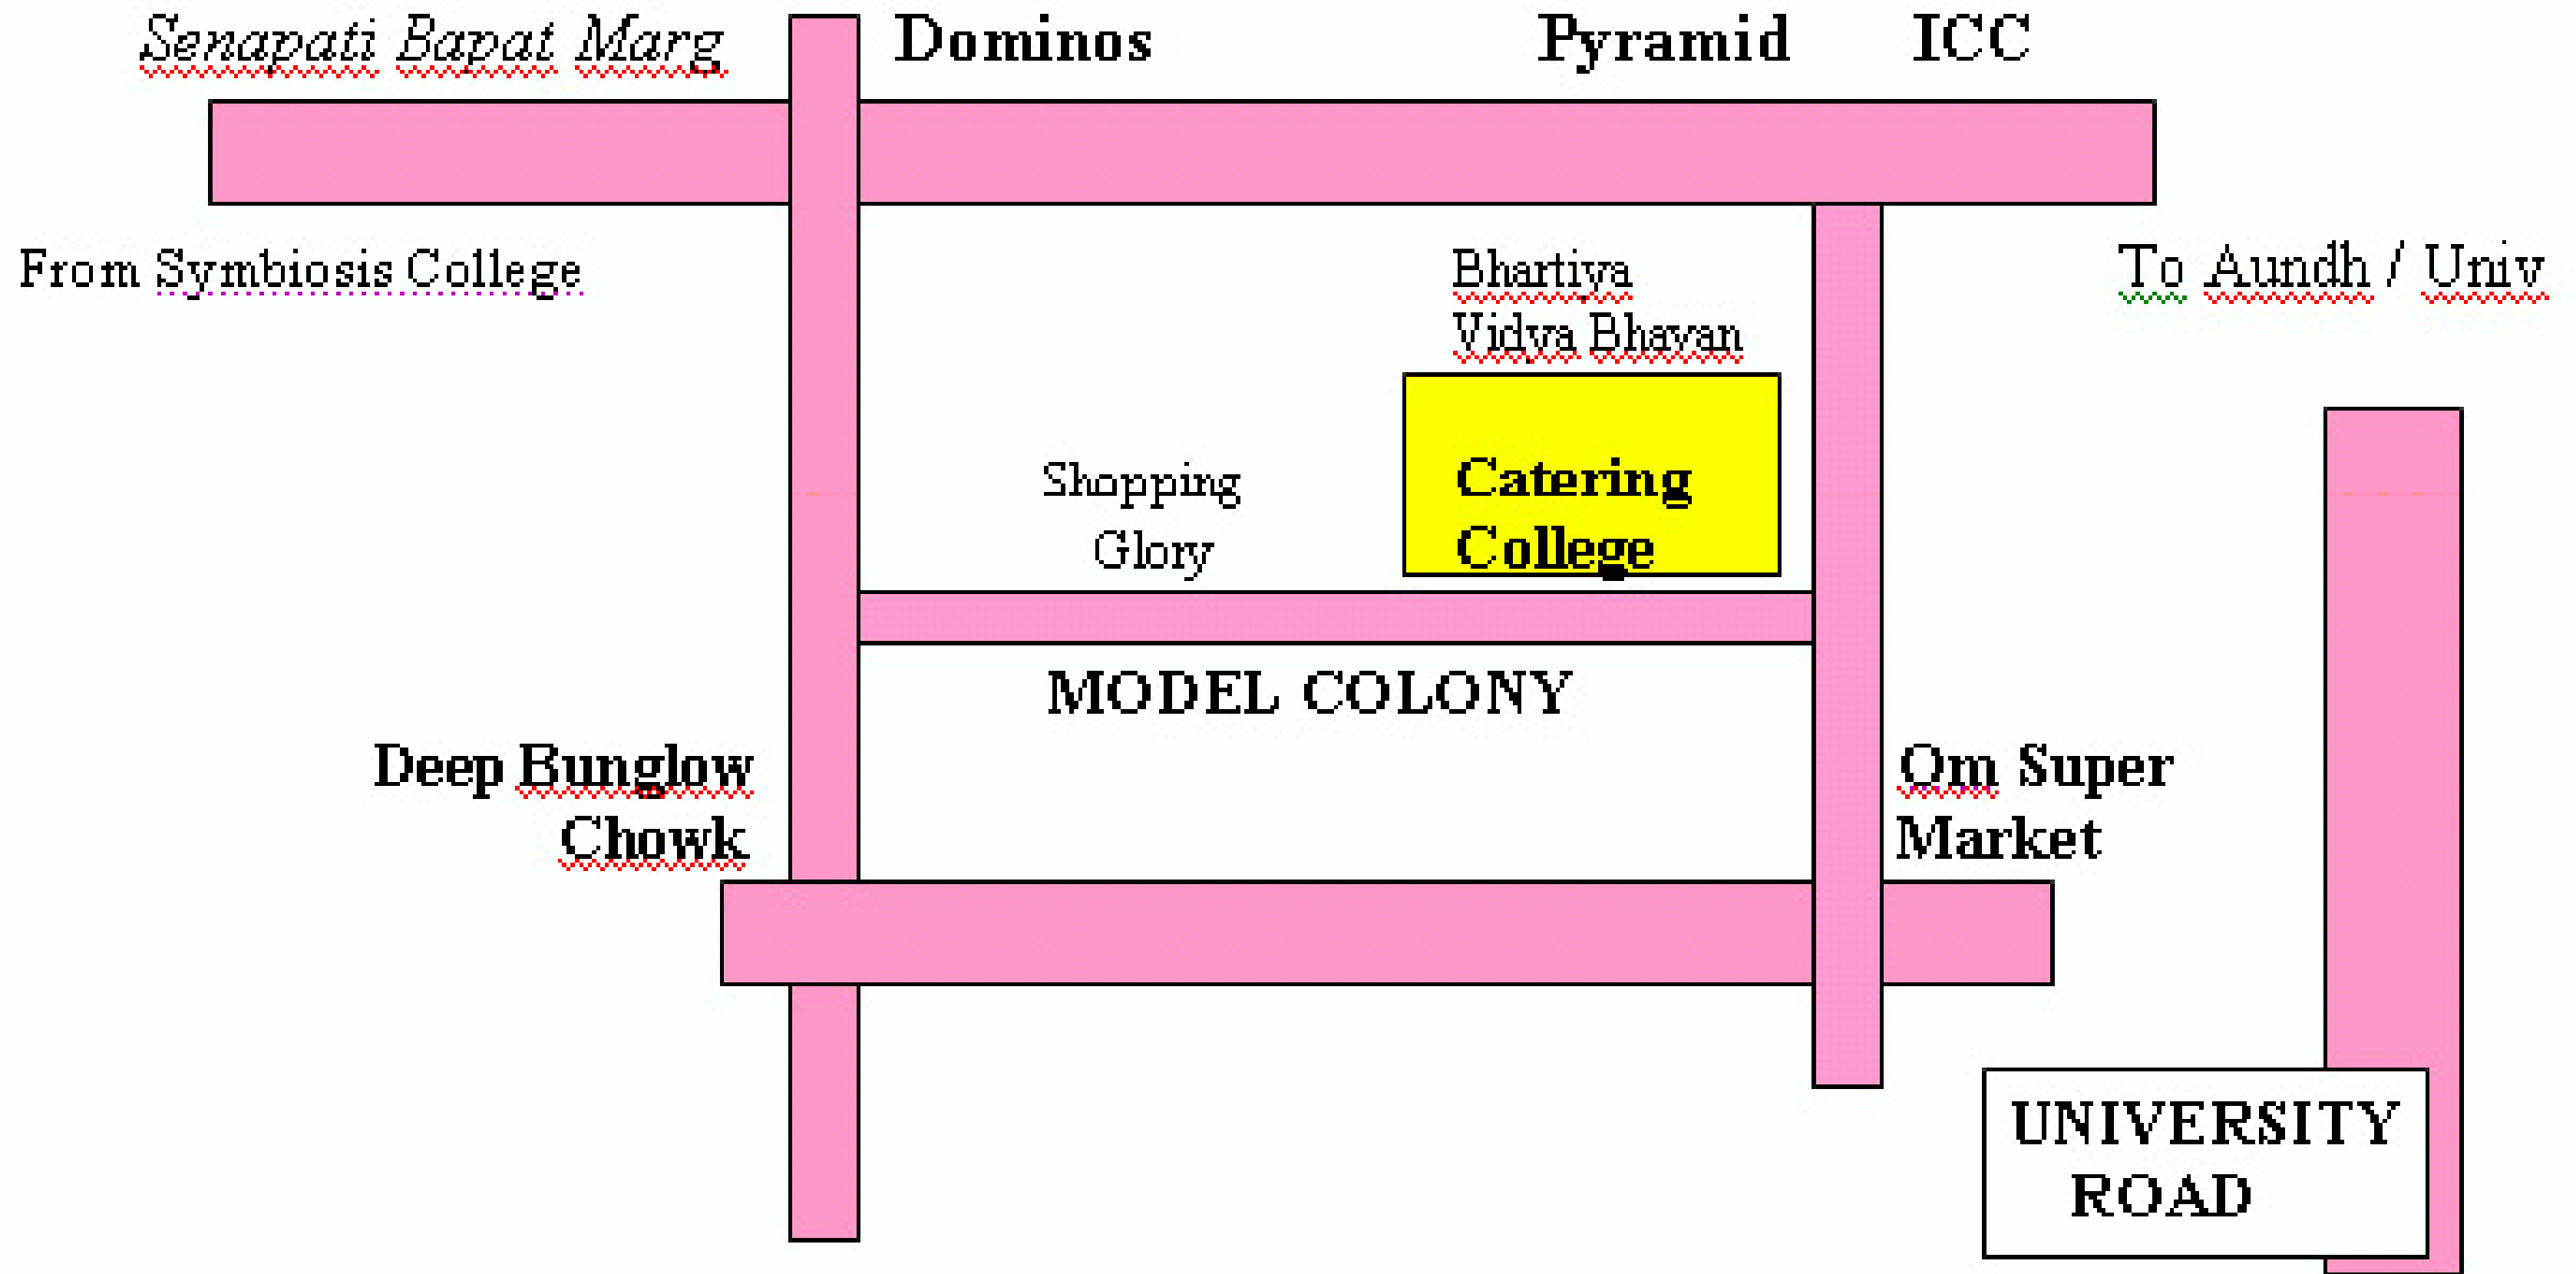 Senapati Bapat Marg Dominos Pyramid ICC
From Symbiosis College
To Aundh / Univ
Bhartiya
Vidya Bhavan
Shopping
Glory
Catering
College
MODEL COLONY
Deep Bunglow
Chowk
Om Super
Market
UNIVERSITY
ROAD